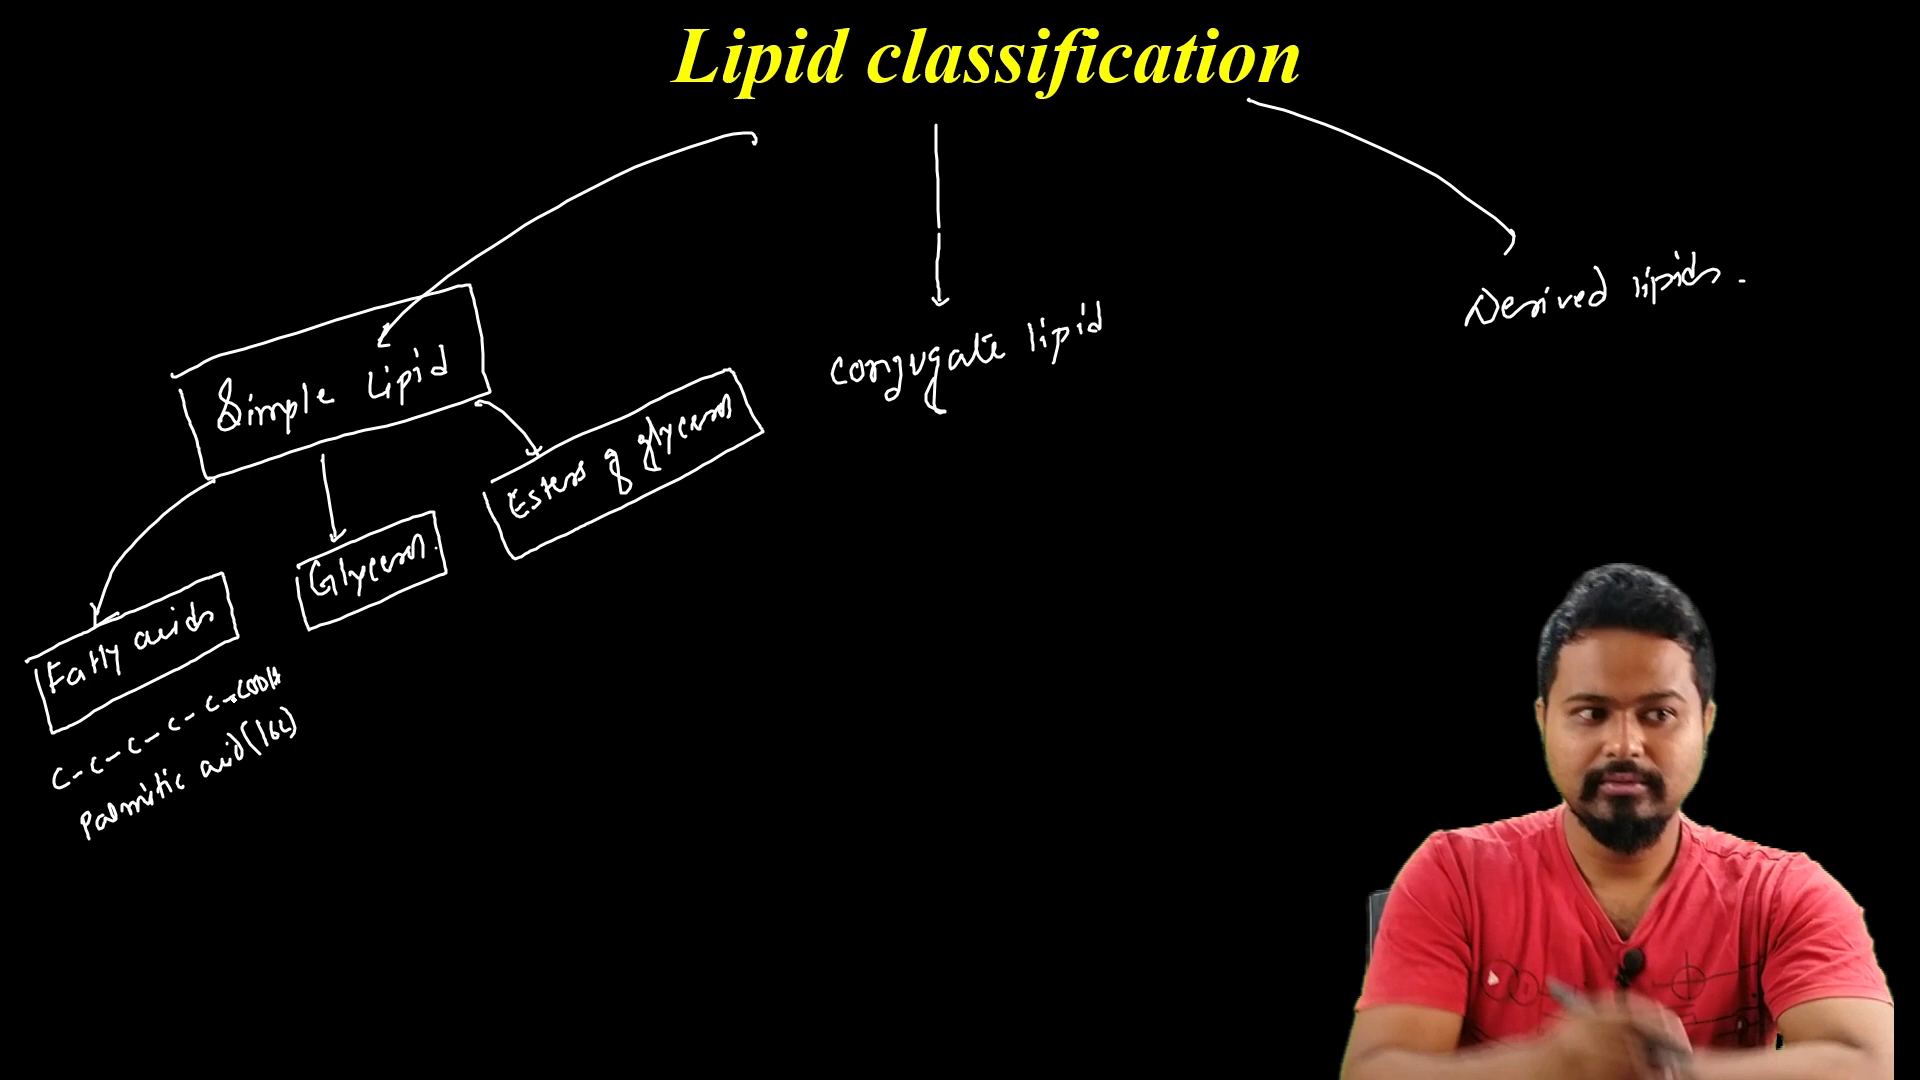 Lipid classification
Simple Lipid
conjugate lipid
Derived lipids.
Fatty acids
Glycerol.
Esters of glycerol
C-C-C-C-C-COOH
Palmitic acid (16C)